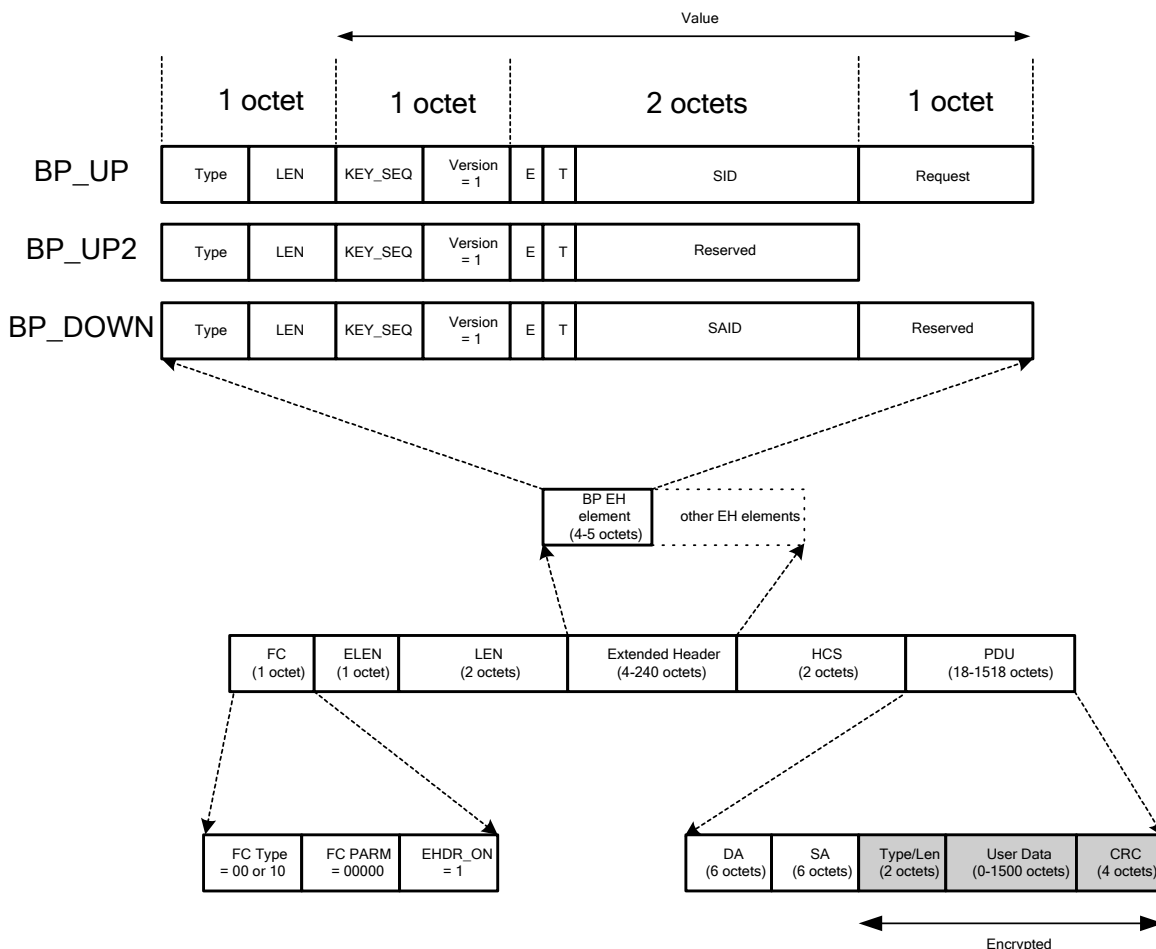 Value
1 octet 1 octet 2 octets 1 octet
BP_UP Type LEN KEY_SEQ Version = 1 E T SID Request
BP_UP2 Type LEN KEY_SEQ Version = 1 E T Reserved
BP_DOWN Type LEN KEY_SEQ Version = 1 E T SAID Reserved
BP EH
element
(4-5 octets)
other EH elements
FC
(1 octet)
ELEN
(1 octet)
LEN
(2 octets)
Extended Header
(4-240 octets)
HCS
(2 octets)
PDU
(18-1518 octets)
FC Type
= 00 or 10
FC PARM
= 00000
EHDR_ON
= 1
DA
(6 octets)
SA
(6 octets)
Type/Len
(2 octets)
User Data
(0-1500 octets)
CRC
(4 octets)
Encrypted